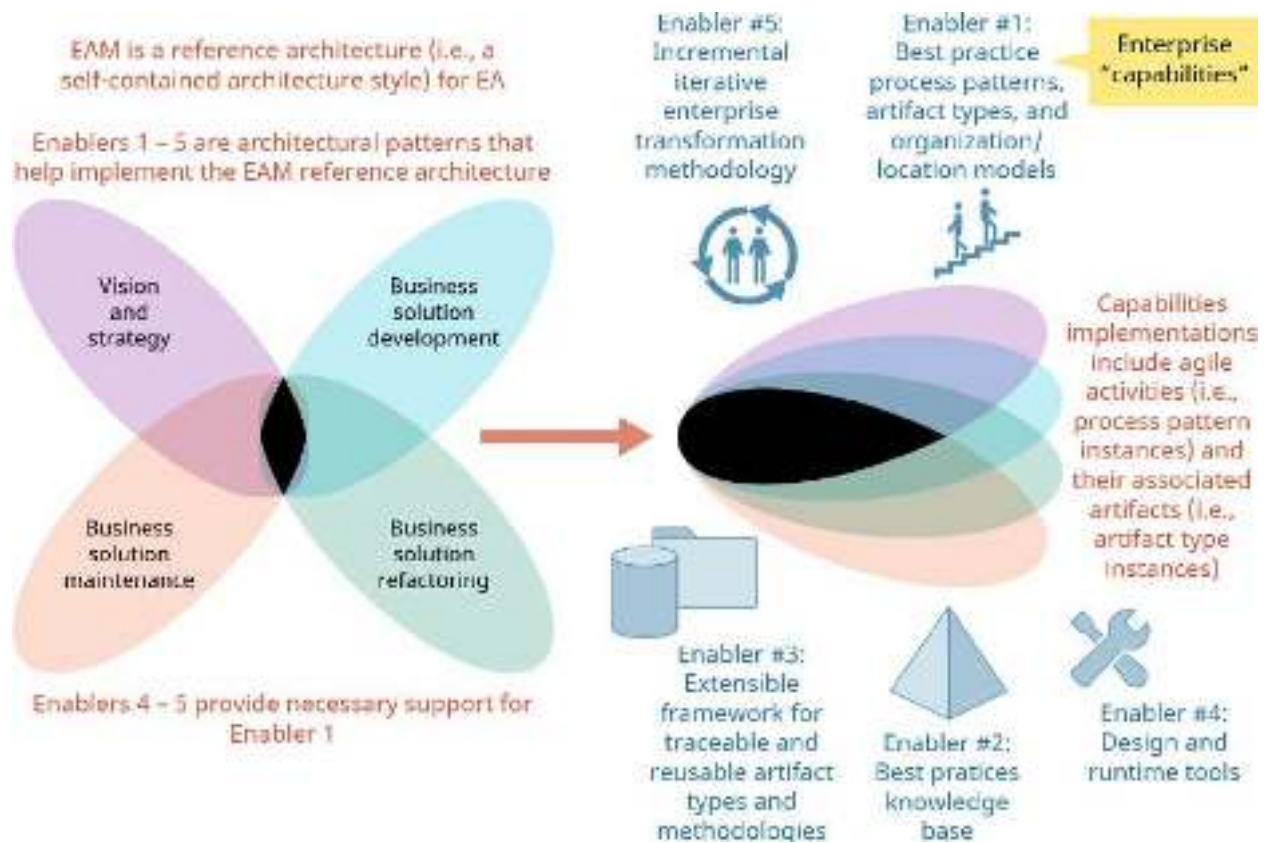 EAM is a reference architecture (i.e., a
self-contained architecture style) for EA
Enablers 1 – 5 are architectural patterns that
help implement the EAM reference architecture
Vision
and
strategy
Business
solution
development
Business
solution
maintenance
Business
solution
refactoring
Enablers 4 – 5 provide necessary support for
Enabler 1
Enabler #5:
Incremental
iterative
enterprise
transformation
methodology
Enabler #1:
Best practice
process patterns,
artifact types, and
organization/
location models
Enterprise
“capabilities”
Capabilities
implementations
include agile
activities (i.e.,
process pattern
instances) and
their associated
artifacts (i.e.,
artifact type
instances)
Enabler #3:
Extensible
framework for
traceable and
reusable artifact
types and
methodologies
Enabler #2:
Best pratices
knowledge
base
Enabler #4:
Design and
runtime tools